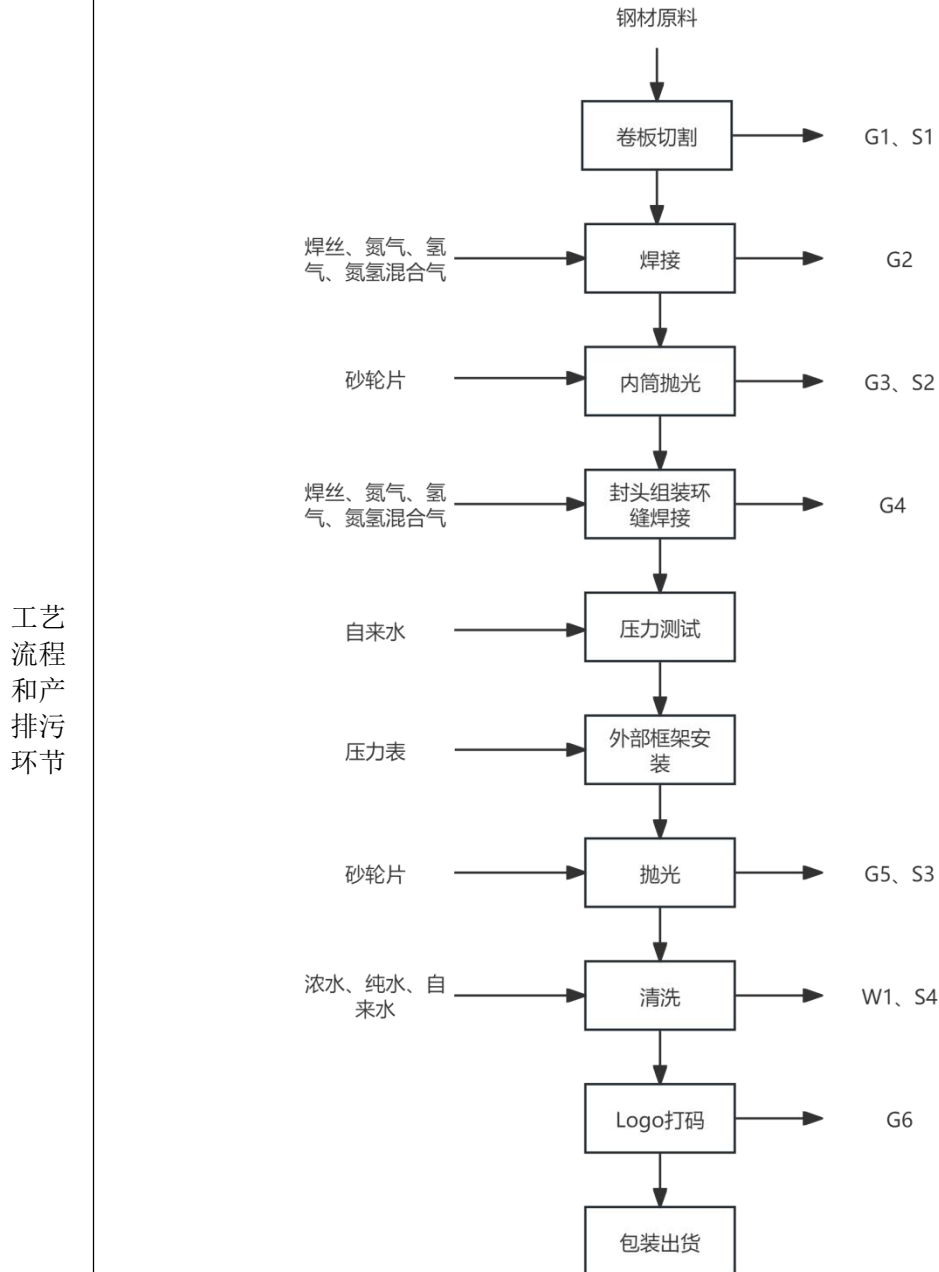 钢材原料
卷板切割
G1、S1
焊丝、氮气、氢
气、氮氢混合气
焊接
G2
砂轮片
内筒抛光
G3、S2
焊丝、氮气、氢
气、氮氢混合气
封头组装环
缝焊接
G4
自来水
压力测试
压力表
外部框架安
装
砂轮片
抛光
G5、S3
浓水、纯水、自
来水
清洗
W1、S4
Logo打码
G6
包装出货
工艺
流程
和产
排污
环节